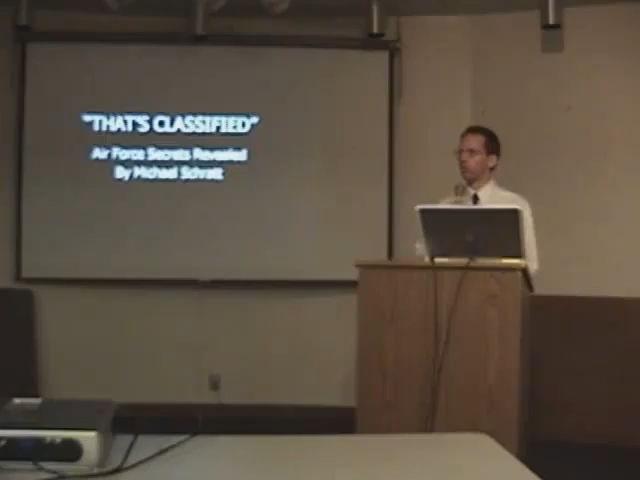 "THAT'S CLASSIFIED"
Air Force Secrets Revealed
By Michael Schratt